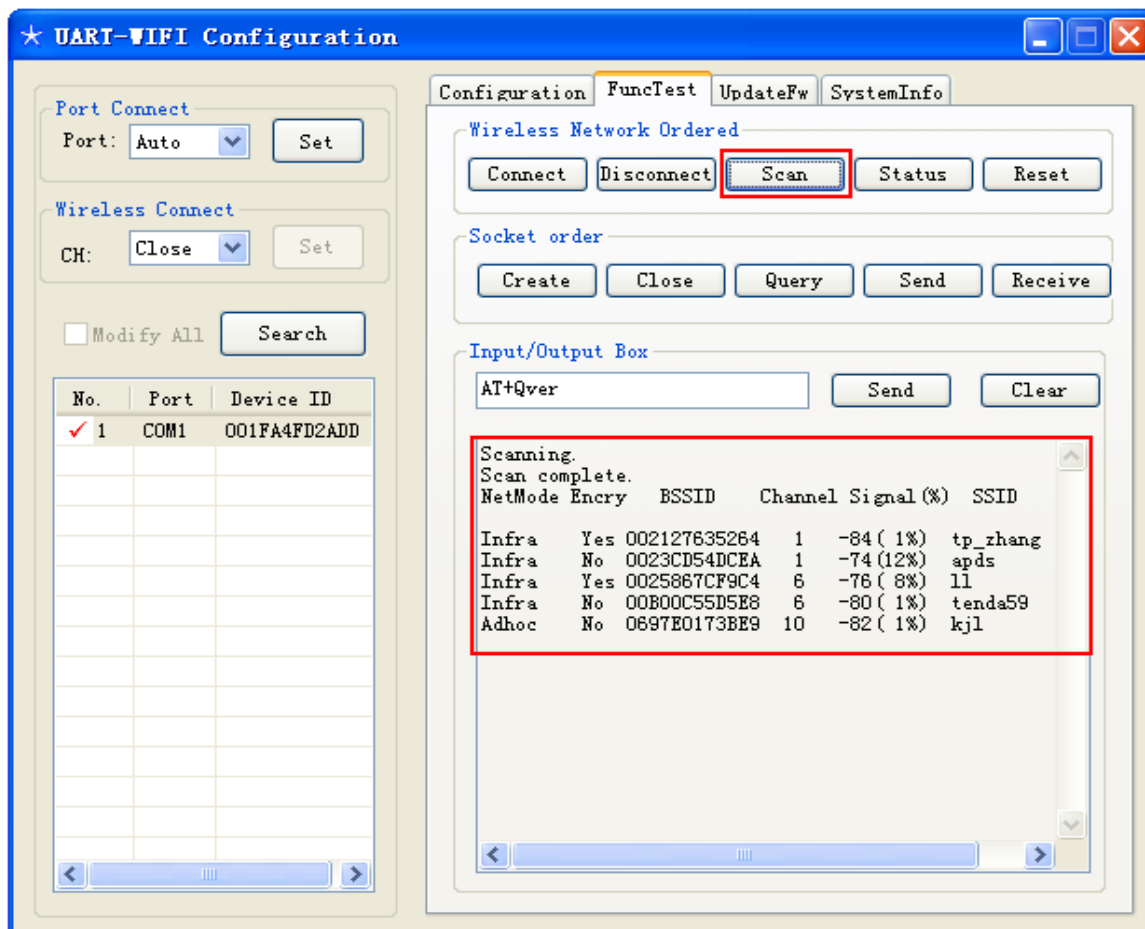 UART-WIFI Configuration
Port Connect
Port: Auto Set
Wireless Connect
CH: Close Set
Modify All Search
No. Port Device ID
1 COM1 001FA4FD2ADD
Configuration FuncTest UpdateFw SystemInfo
Wireless Network Ordered
Connect Disconnect Scan Status Reset
Socket order
Create Close Query Send Receive
Input/Output Box
AT+Qver Send Clear
Scanning.
Scan complete.
NetMode Encry BSSID Channel Signal(%) SSID
Infra Yes 002127635264 1 -84( 1%) tp_zhang
Infra No 0023CD54DCEA 1 -74(12%) apds
Infra Yes 0025867CF9C4 6 -76( 8%) ll
Infra No 00B00C55D5E8 6 -80( 1%) tenda59
Adhoc No 0697E0173BE9 10 -82( 1%) kjl